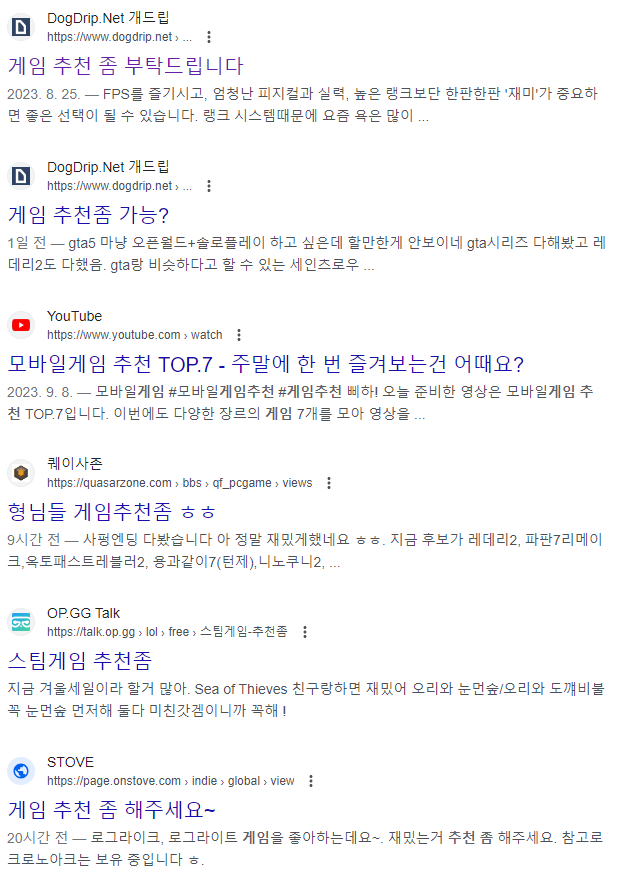 DogDrip.Net 개드립
https://www.dogdrip.net › ...
게임 추천 좀 부탁드립니다
2023. 8. 25. — FPS를 즐기시고, 엄청난 피지컬과 실력, 높은 랭크보단 한판한판 '재미'가 중요하
면 좋은 선택이 될 수 있습니다. 랭크 시스템때문에 요즘 욕은 많이 ...
DogDrip.Net 개드립
https://www.dogdrip.net › ...
게임 추천좀 가능?
1일 전 — gta5 마냥 오픈월드+솔로플레이 하고 싶은데 할만한게 안보이네 gta시리즈 다해봤고 레
데리2도 다했음. gta랑 비슷하다고 할 수 있는 세인츠로우 ...
YouTube
https://www.youtube.com › watch
모바일게임 추천 TOP.7 - 주말에 한 번 즐겨보는건 어때요?
2023. 9. 8. — 모바일게임 #모바일게임추천 #게임추천 삐하! 오늘 준비한 영상은 모바일게임 추
천 TOP.7입니다. 이번에도 다양한 장르의 게임 7개를 모아 영상을 ...
퀘이사존
https://quasarzone.com › bbs › qf_pcgame › views
형님들 게임추천좀 ㅎㅎ
9시간 전 — 사펑엔딩 다봤습니다 아 정말 재밌게했네요 ㅎㅎ. 지금 후보가 레데리2, 파판7리메이
크,옥토패스트레블러2, 용과같이7(턴제),니노쿠니2, ...
OP.GG Talk
https://talk.op.gg › lol › free › 스팀게임-추천좀
스팀게임 추천좀
지금 겨울세일이라 할거 많아. Sea of Thieves 친구랑하면 재밌어 오리와 눈먼숲/오리와 도꺠비불
꼭 눈먼숲 먼저해 둘다 미친갓겜이니까 꼭해 !
STOVE
https://page.onstove.com › indie › global › view
게임 추천 좀 해주세요~
20시간 전 — 로그라이크, 로그라이트 게임을 좋아하는데요~. 재밌는거 추천 좀 해주세요. 참고로
크로노아크는 보유 중입니다 ㅎ.